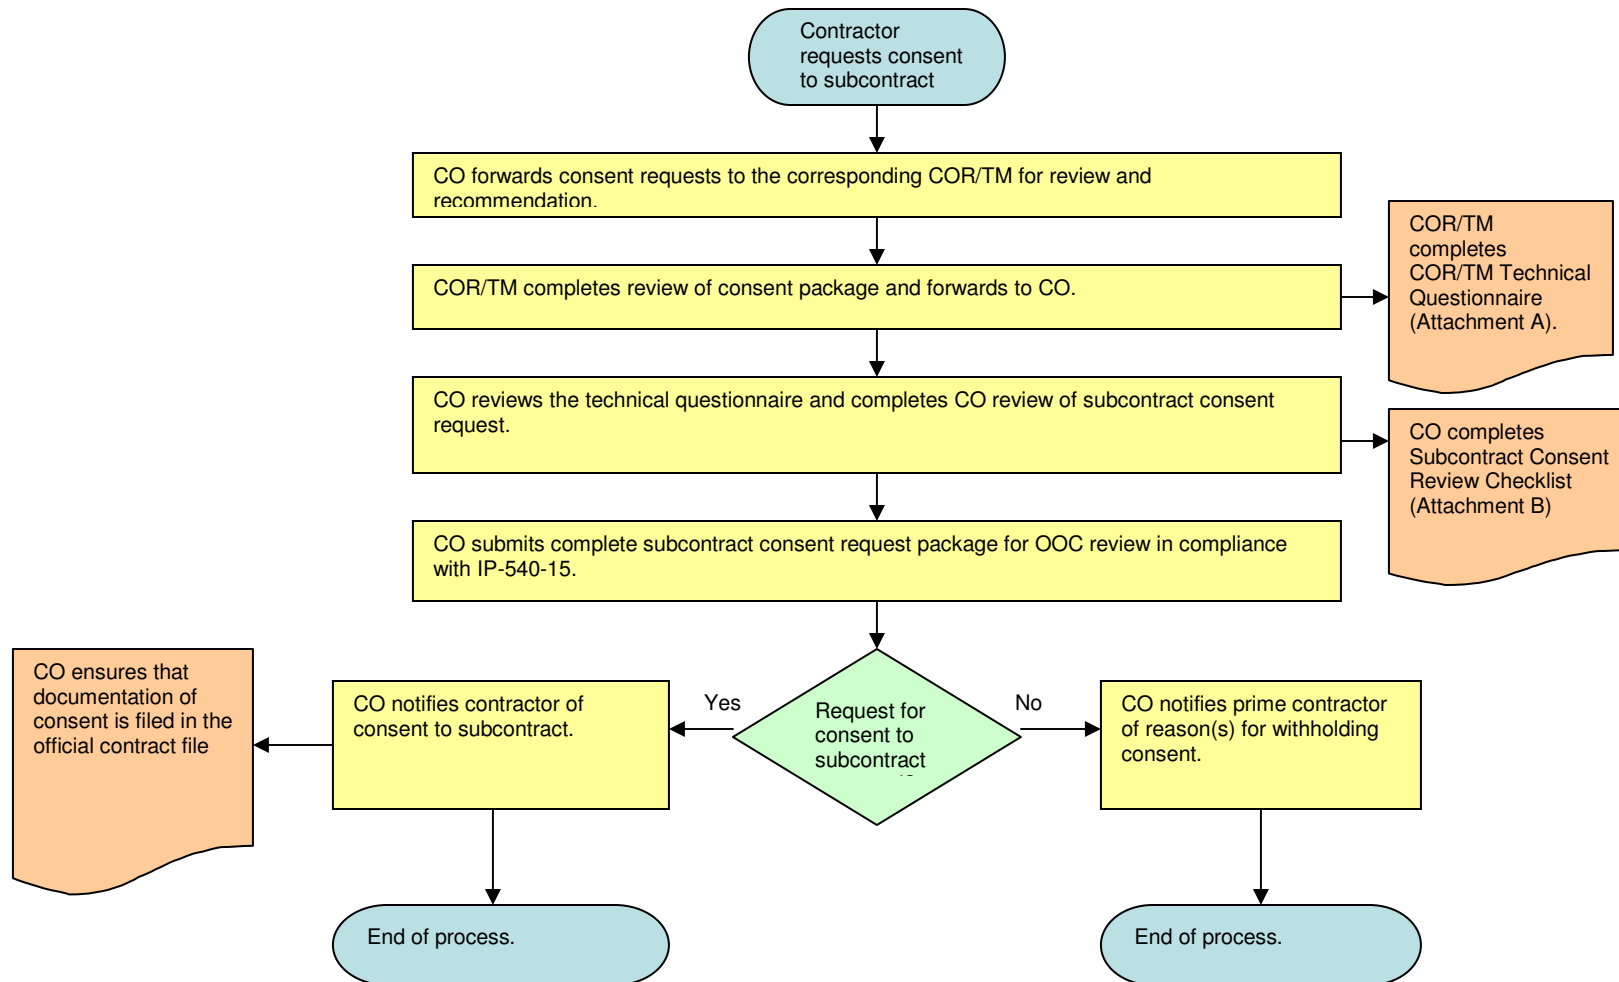 Contractor
requests consent
to subcontract
CO forwards consent requests to the corresponding COR/TM for review and
recommendation.
COR/TM completes review of consent package and forwards to CO.
COR/TM
completes
COR/TM Technical
Questionnaire
(Attachment A).
CO reviews the technical questionnaire and completes CO review of subcontract consent
request.
CO completes
Subcontract Consent
Review Checklist
(Attachment B)
CO submits complete subcontract consent request package for OOC review in compliance
with IP-540-15.
CO ensures that
documentation of
consent is filed in the
official contract file
CO notifies contractor of
consent to subcontract.
Yes
Request for
consent to
subcontract
No
CO notifies prime contractor
of reason(s) for withholding
consent.
End of process.
End of process.